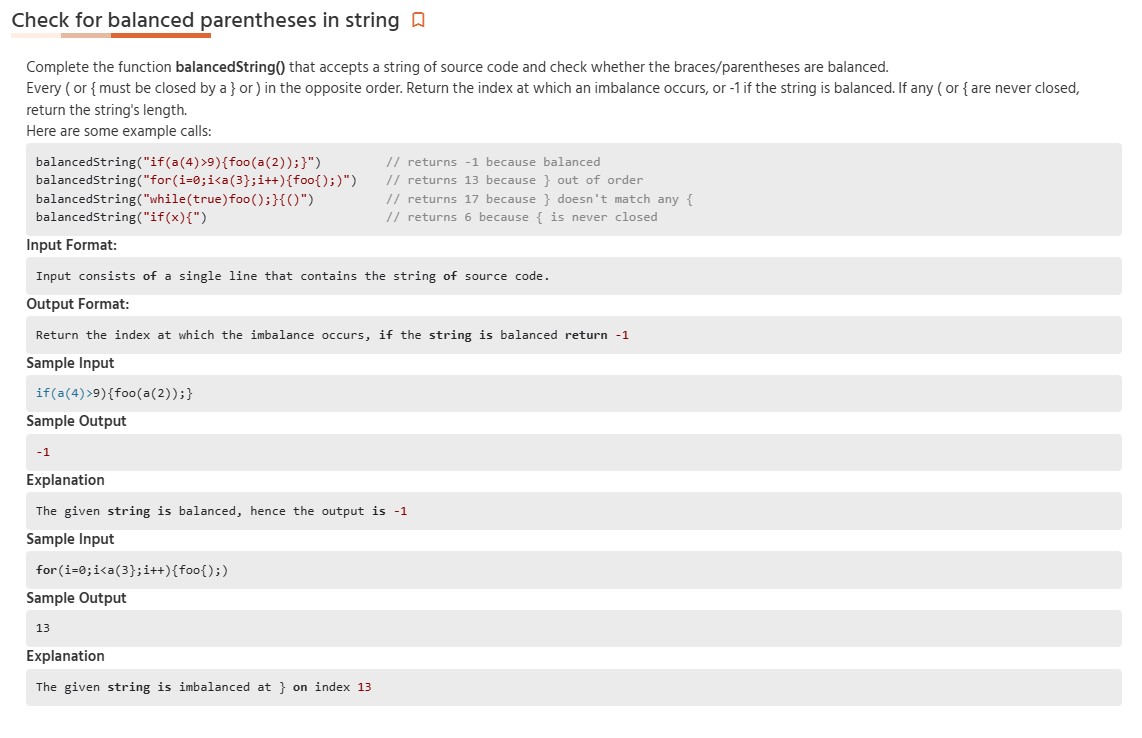 Check for balanced parentheses in string
Complete the function balancedString() that accepts a string of source code and check whether the braces/parentheses are balanced.
Every ( or { must be closed by a } or ) in the opposite order. Return the index at which an imbalance occurs, or -1 if the string is balanced. If any ( or { are never closed,
return the string's length.
Here are some example calls:
balancedString("if(a(4)>9){foo(a(2));}") // returns -1 because balanced
balancedString("for(i=0;i<a(3};i++){foo{);)") // returns 13 because } out of order
balancedString("while(true)foo();}{()") // returns 17 because } doesn't match any {
balancedString("if(x){") // returns 6 because { is never closed
Input Format:
Input consists of a single line that contains the string of source code.
Output Format:
Return the index at which the imbalance occurs, if the string is balanced return -1
Sample Input
if(a(4)>9){foo(a(2));}
Sample Output
-1
Explanation
The given string is balanced, hence the output is -1
Sample Input
for(i=0;i<a(3};i++){foo{);)
Sample Output
13
Explanation
The given string is imbalanced at } on index 13